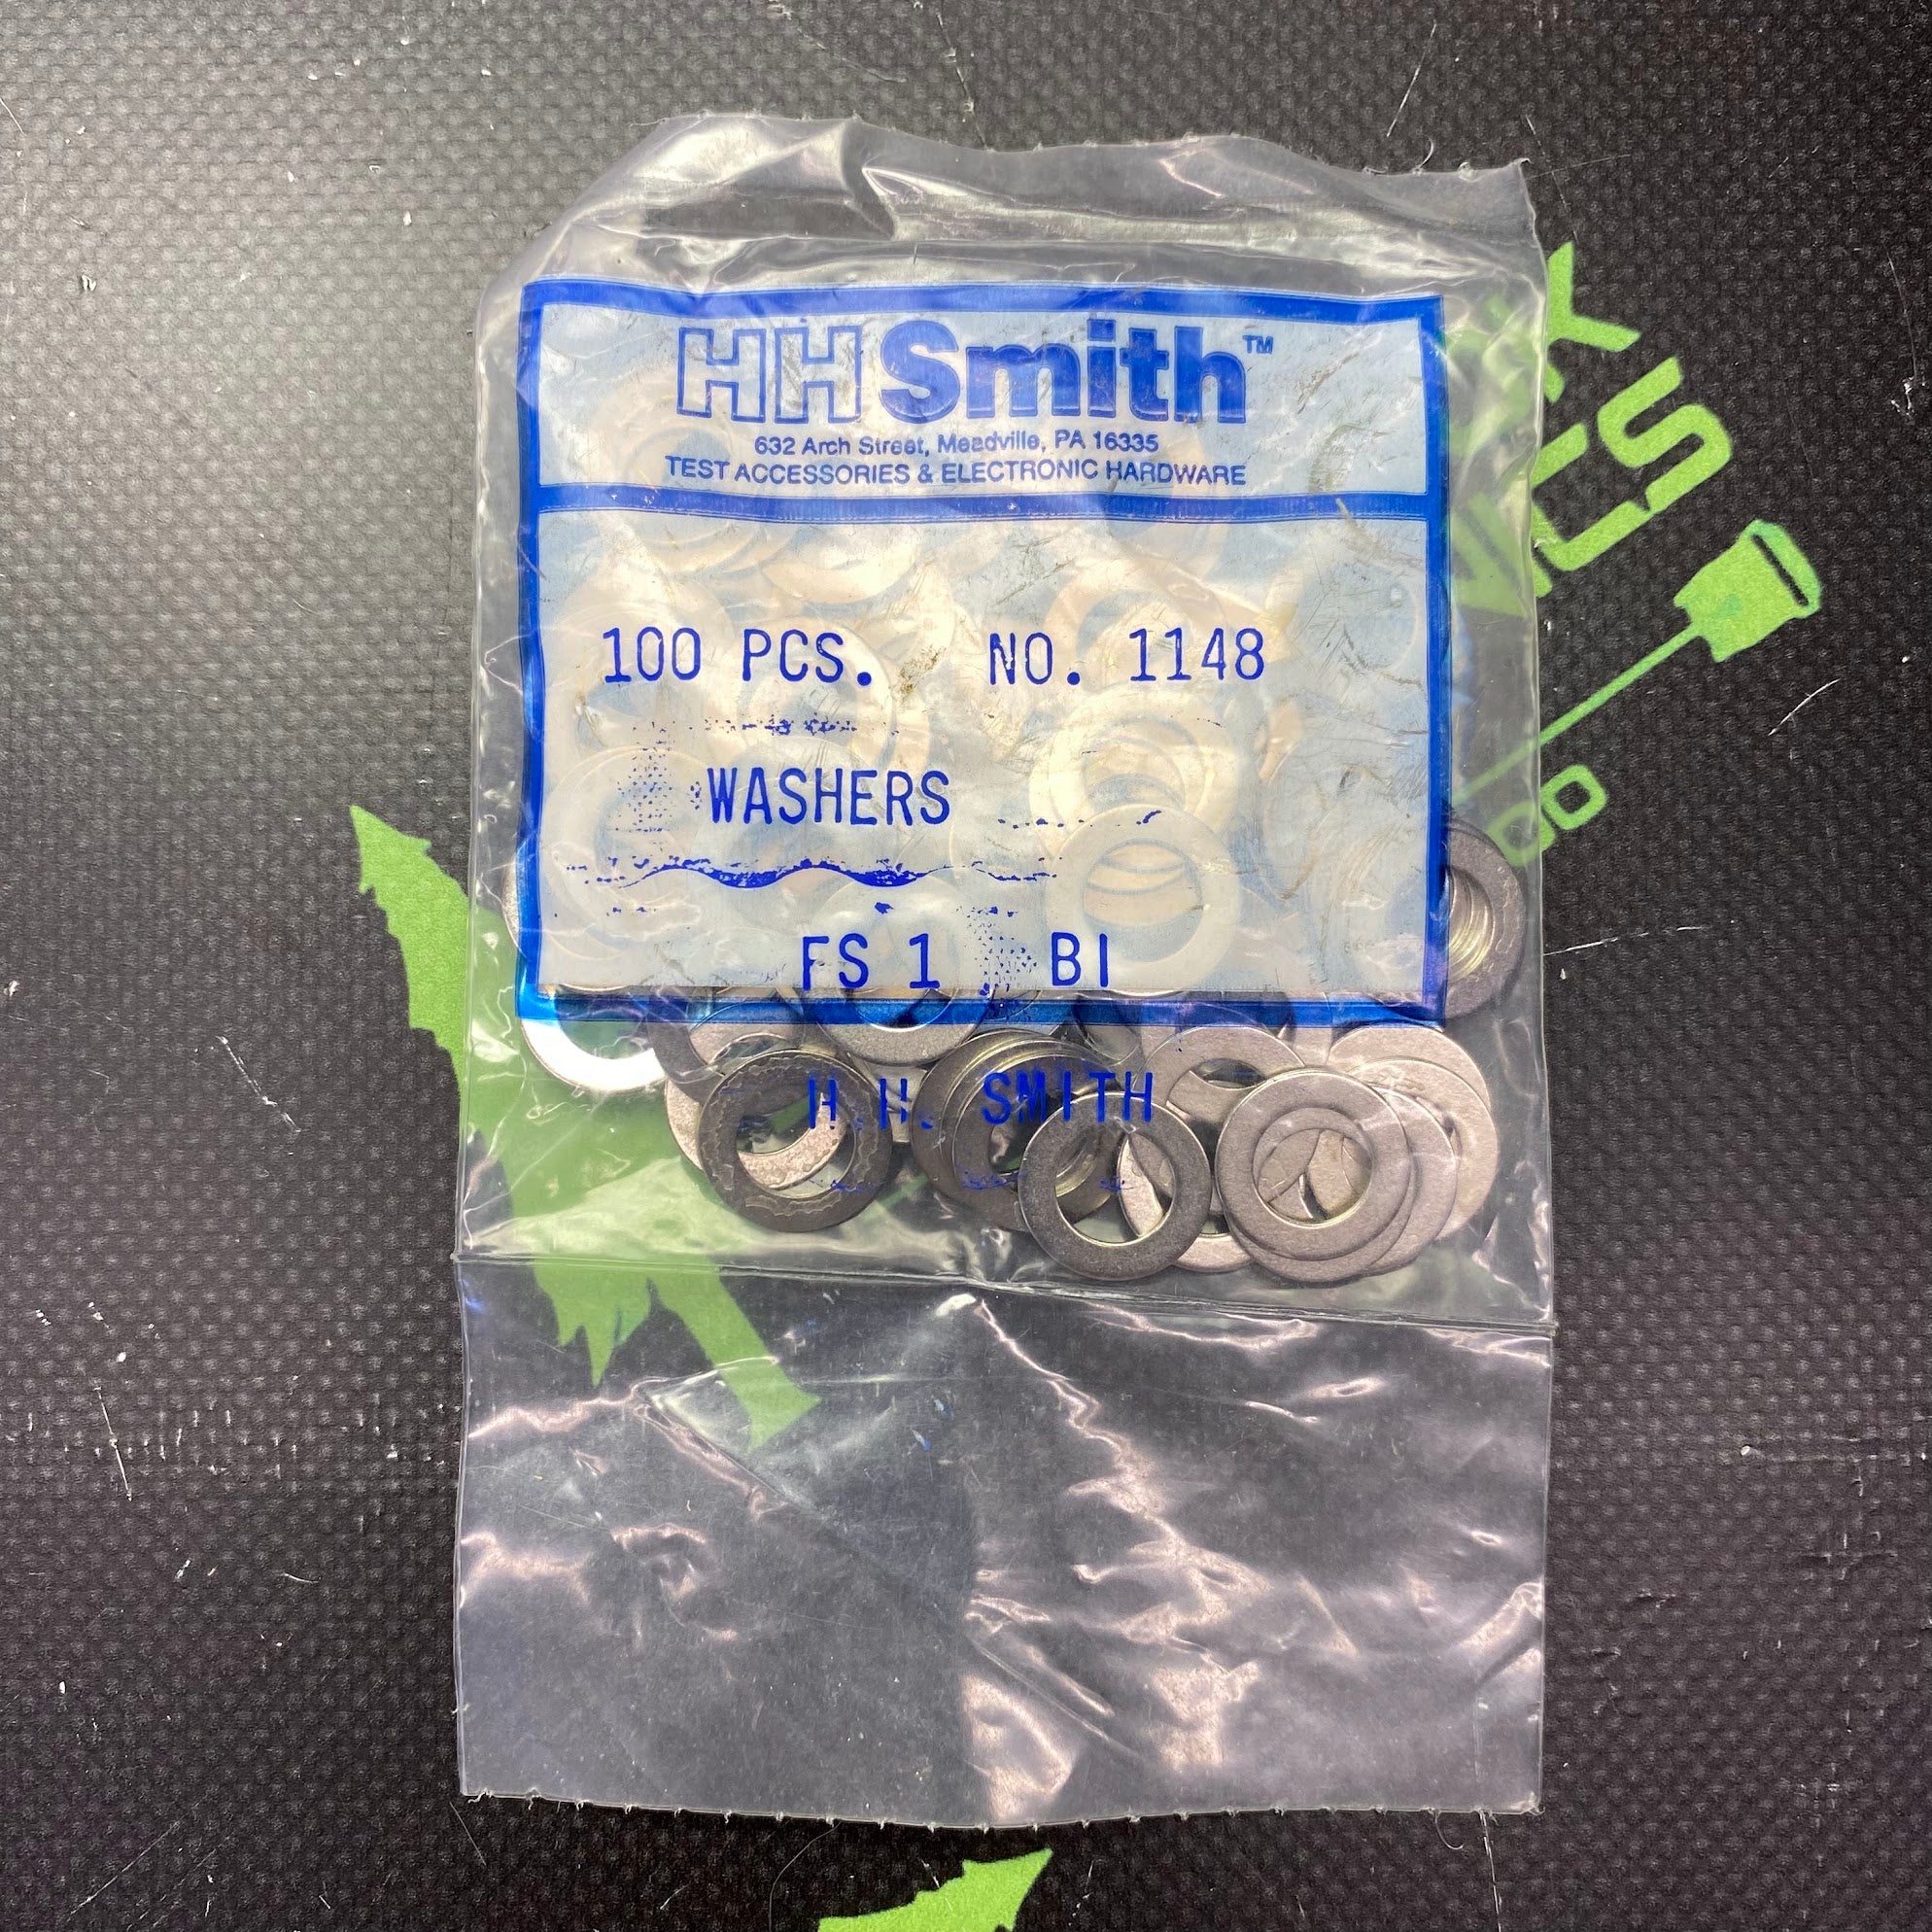 HHSmith™
632 Arch Street, Meadville, PA 16335
TEST ACCESSORIES & ELECTRONIC HARDWARE
100 PCS. NO. 1148
WASHERS
FS 1 BI
H.H. SMITH